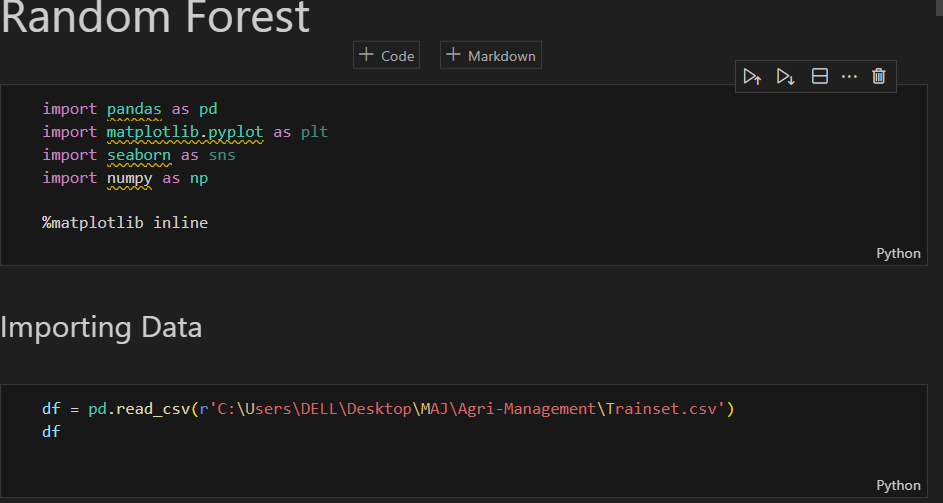 Random Forest
+ Code + Markdown
import pandas as pd
import matplotlib.pyplot as plt
import seaborn as sns
import numpy as np
%matplotlib inline
Python
Importing Data
df = pd.read_csv(r'C:\Users\DELL\Desktop\MAJ\Agri-Management\Trainset.csv')
df
Python